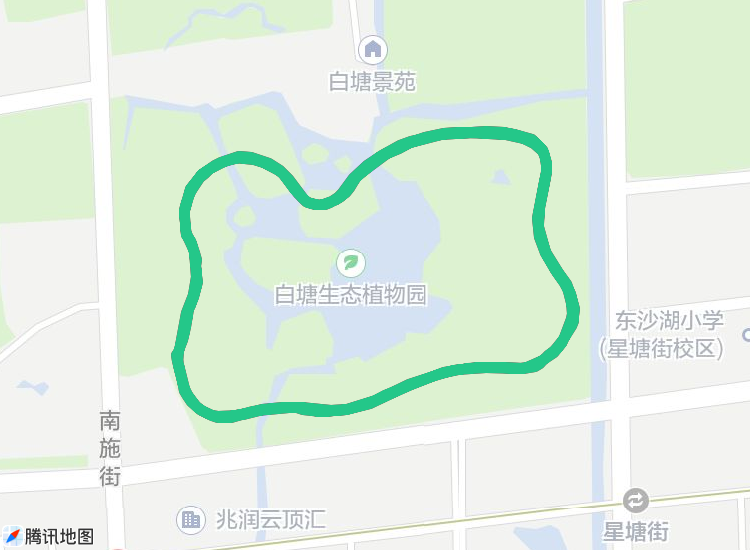 白塘景苑
白塘生态植物园
东沙湖小学
(星塘街校区)
南
施
街
兆润云顶汇
星塘街
腾讯地图